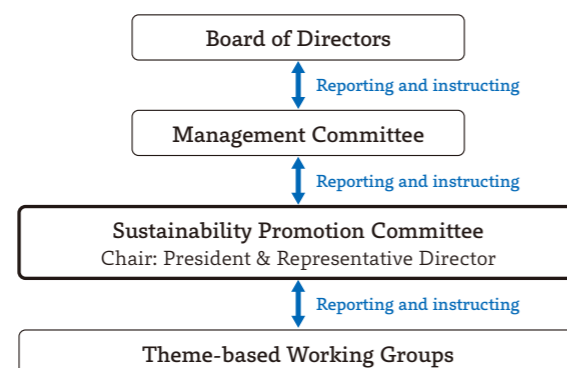 Board of Directors
Reporting and instructing
Management Committee
Reporting and instructing
Sustainability Promotion Committee
Chair: President & Representative Director
Reporting and instructing
Theme-based Working Groups